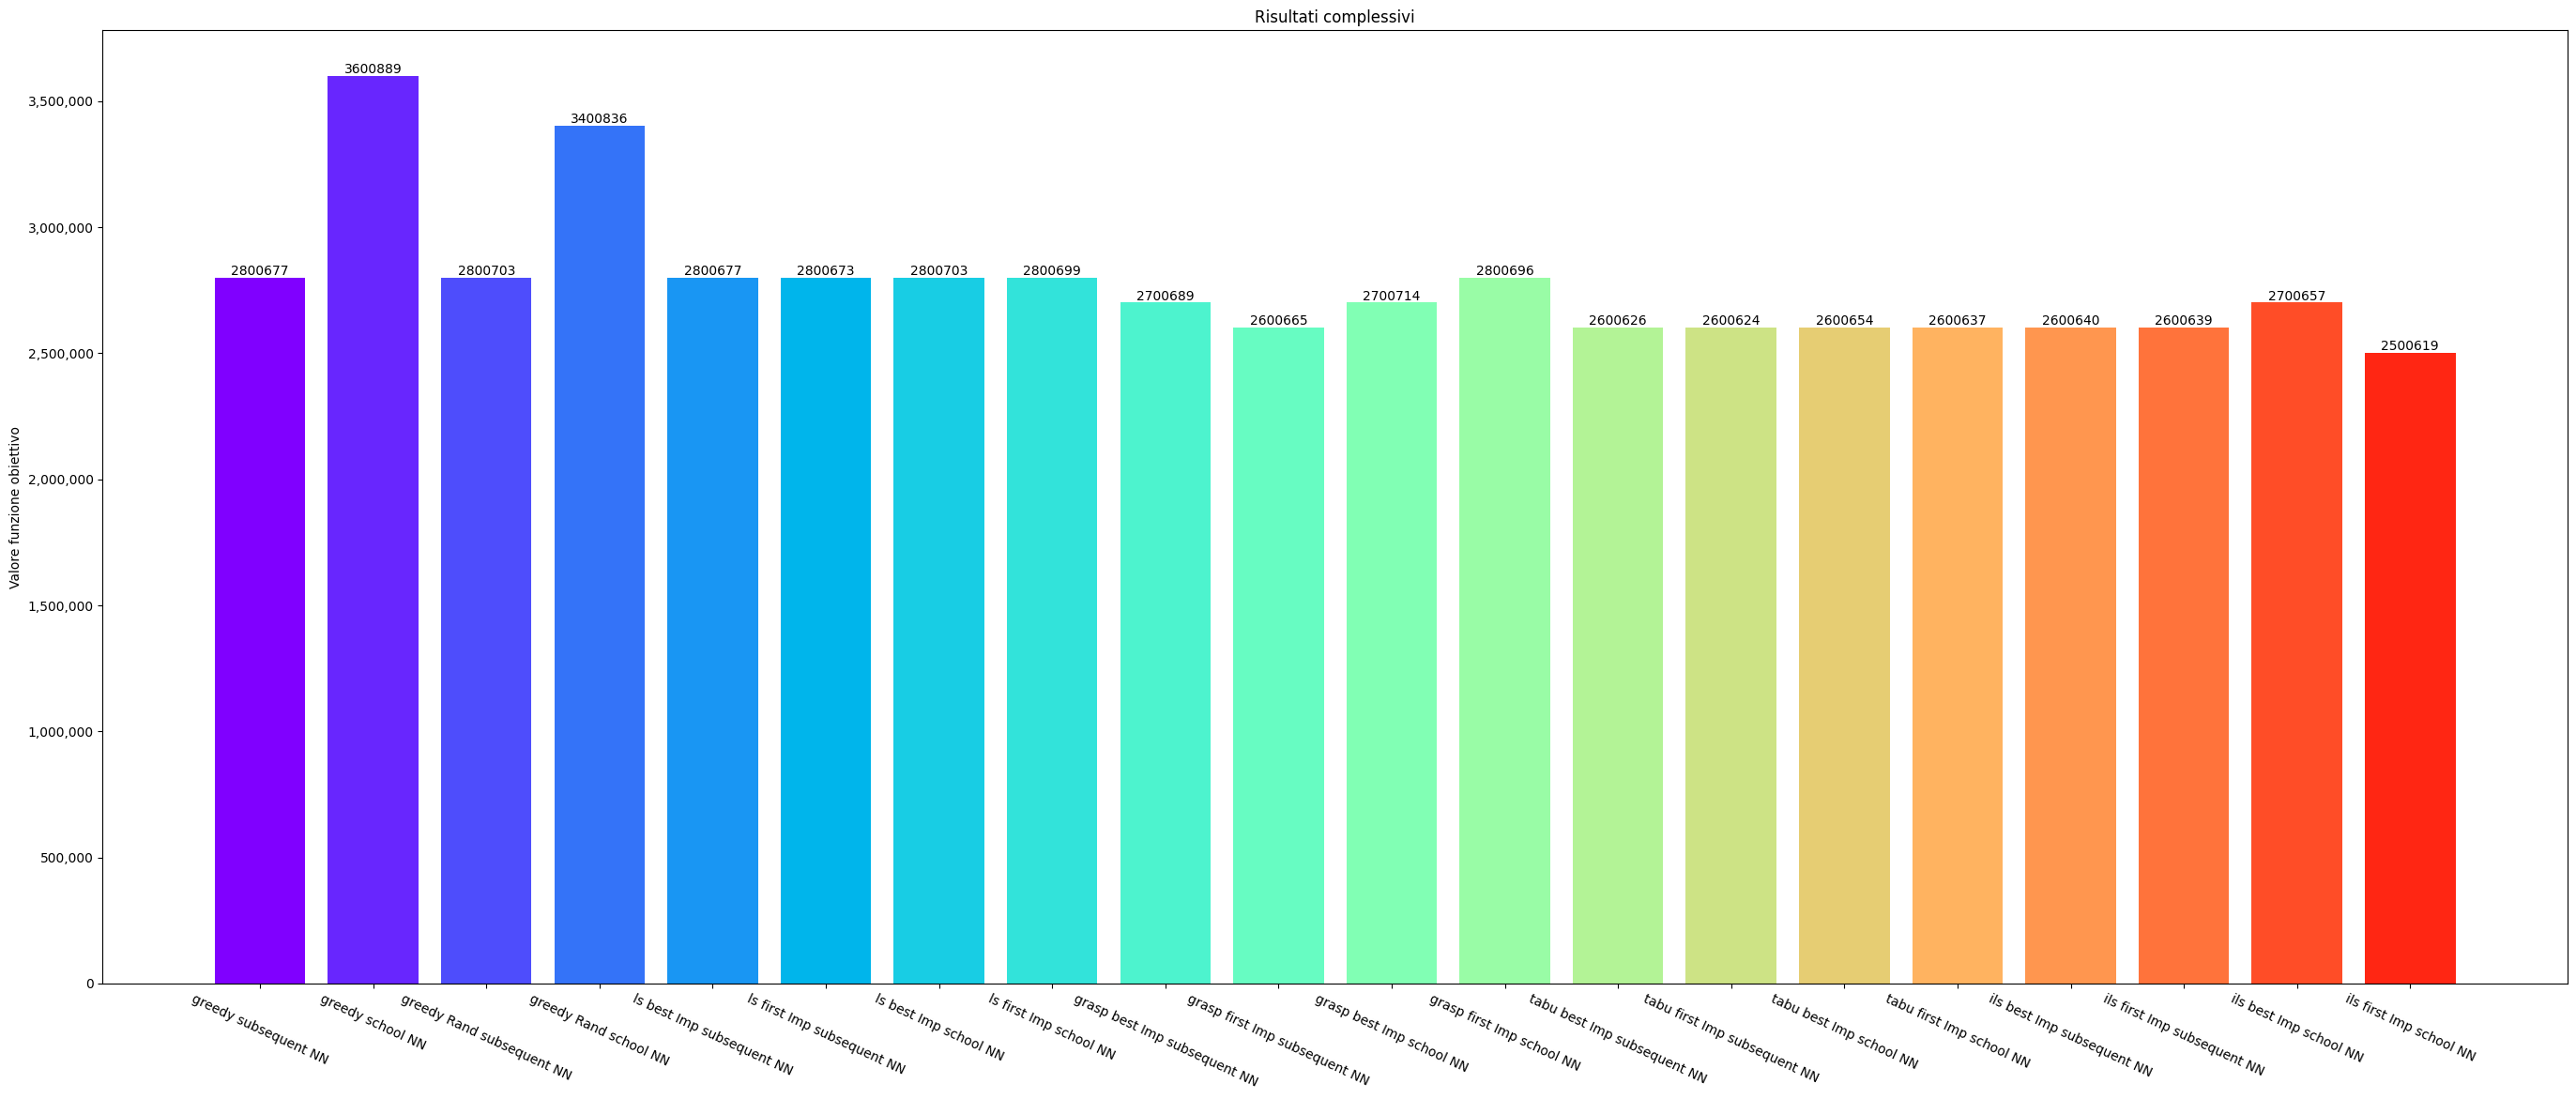 Risultati complessivi
Valore funzione obiettivo
3,500,000
3,000,000
2,500,000
2,000,000
1,500,000
1,000,000
500,000
0
2800677
3600889
2800703
3400836
2800677
2800673
2800703
2800699
2700689
2600665
2700714
2800696
2600626
2600624
2600654
2600637
2600640
2600639
2700657
2500619
greedy subsequent NN
greedy school NN
greedy Rand subsequent NN
greedy Rand school NN
ls best Imp subsequent NN
ls first Imp subsequent NN
ls best Imp school NN
ls first Imp school NN
grasp best Imp subsequent NN
grasp first Imp subsequent NN
grasp best Imp school NN
grasp first Imp school NN
tabu best Imp subsequent NN
tabu first Imp subsequent NN
tabu best Imp school NN
tabu first Imp school NN
ils best Imp subsequent NN
ils first Imp subsequent NN
ils best Imp school NN
ils first Imp school NN